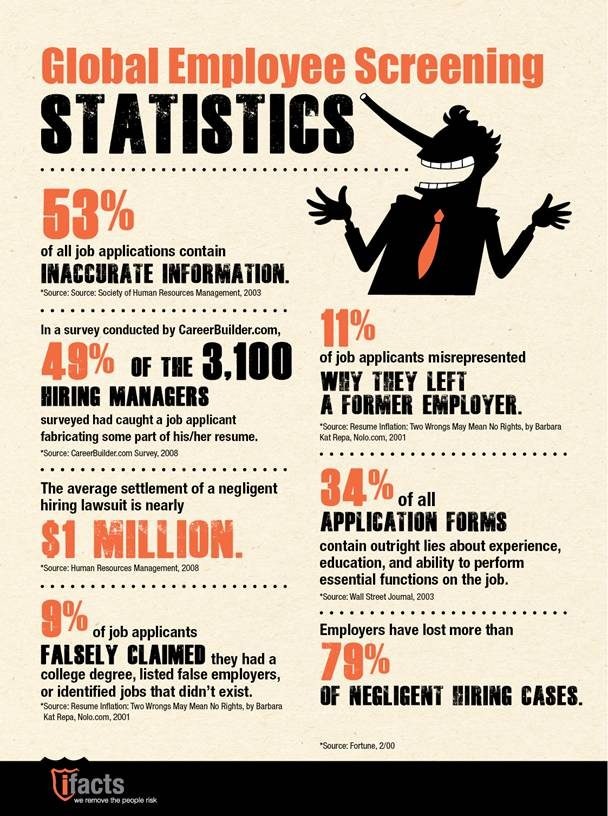 Global Employee Screening
STATISTICS
53%
of all job applications contain
INACCURATE INFORMATION.
*Source: Source: Society of Human Resources Management, 2003
In a survey conducted by CareerBuilder.com,
49% OF THE 3,100
HIRING MANAGERS
surveyed had caught a job applicant
fabricating some part of his/her resume.
*Source: CareerBuilder.com Survey, 2008
The average settlement of a negligent
hiring lawsuit is nearly
$1 MILLION.
*Source: Human Resources Management, 2008
9% of job applicants
FALSELY CLAIMED they had a
college degree, listed false employers,
or identified jobs that didn't exist.
*Source: Resume Inflation: Two Wrongs May Mean No Rights, by Barbara
Kat Repa, Nolo.com, 2001
11%
of job applicants misrepresented
WHY THEY LEFT
A FORMER EMPLOYER.
*Source: Resume Inflation: Two Wrongs May Mean No Rights, by Barbara
Kat Repa, Nolo.com, 2001
34% of all
APPLICATION FORMS
contain outright lies about experience,
education, and ability to perform
essential functions on the job.
*Source: Wall Street Journal, 2003
Employers have lost more than
79%
OF NEGLIGENT HIRING CASES.
*Source: Fortune, 2/00
ifacts
we remove the people risk